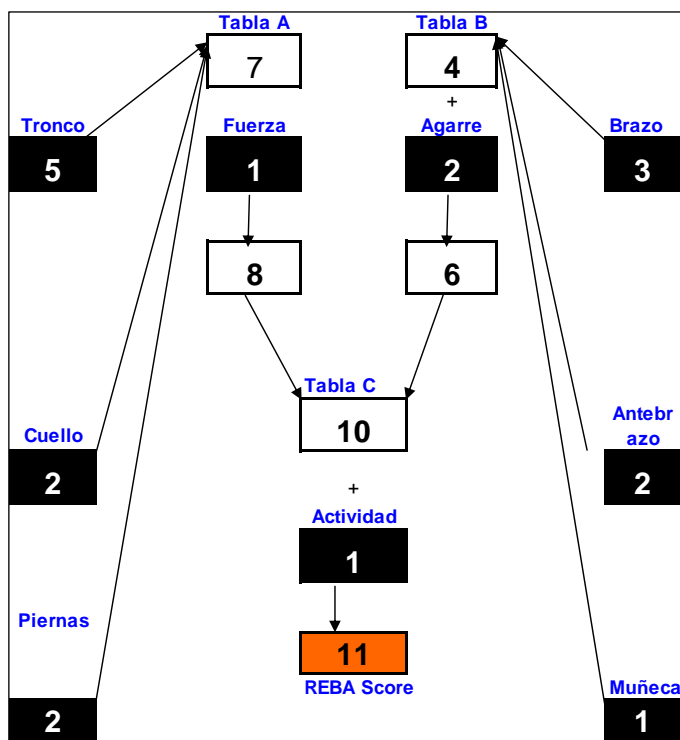 Tabla A
Tabla B
7
4
+
Tronco
Fuerza
Agarre
Brazo
5
1
2
3
8
6
Tabla C
10
Cuello
Antebr
azo
2
2
+
Actividad
1
Piernas
11
REBA Score
Muñeca
2
1